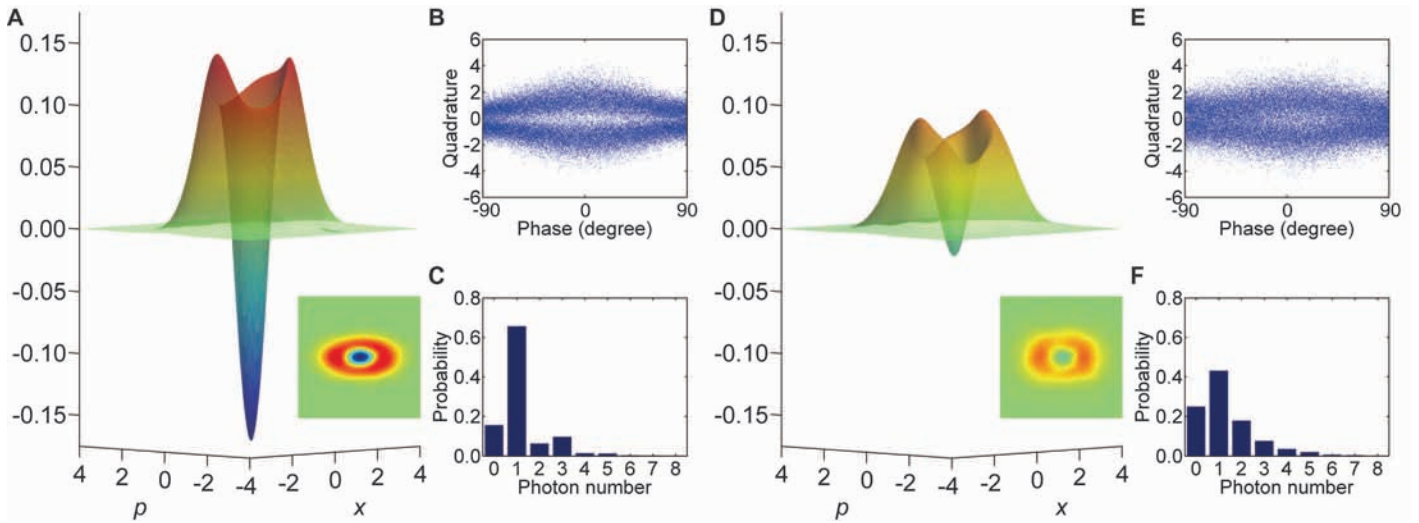 A
0.15
0.10
0.05
0.00
-0.05
-0.10
-0.15
4 2 0 -2 -4 -2 0 2 4
p x
B
Quadrature
6
4
2
0
-2
-4
-6
-90 0 90
Phase (degree)
C
Probability
0.8
0.6
0.4
0.2
0.0
0 1 2 3 4 5 6 7 8
Photon number
D
0.15
0.10
0.05
0.00
-0.05
-0.10
-0.15
4 2 0 -2 -4 -2 0 2 4
p x
E
Quadrature
6
4
2
0
-2
-4
-6
-90 0 90
Phase (degree)
F
Probability
0.8
0.6
0.4
0.2
0.0
0 1 2 3 4 5 6 7 8
Photon number